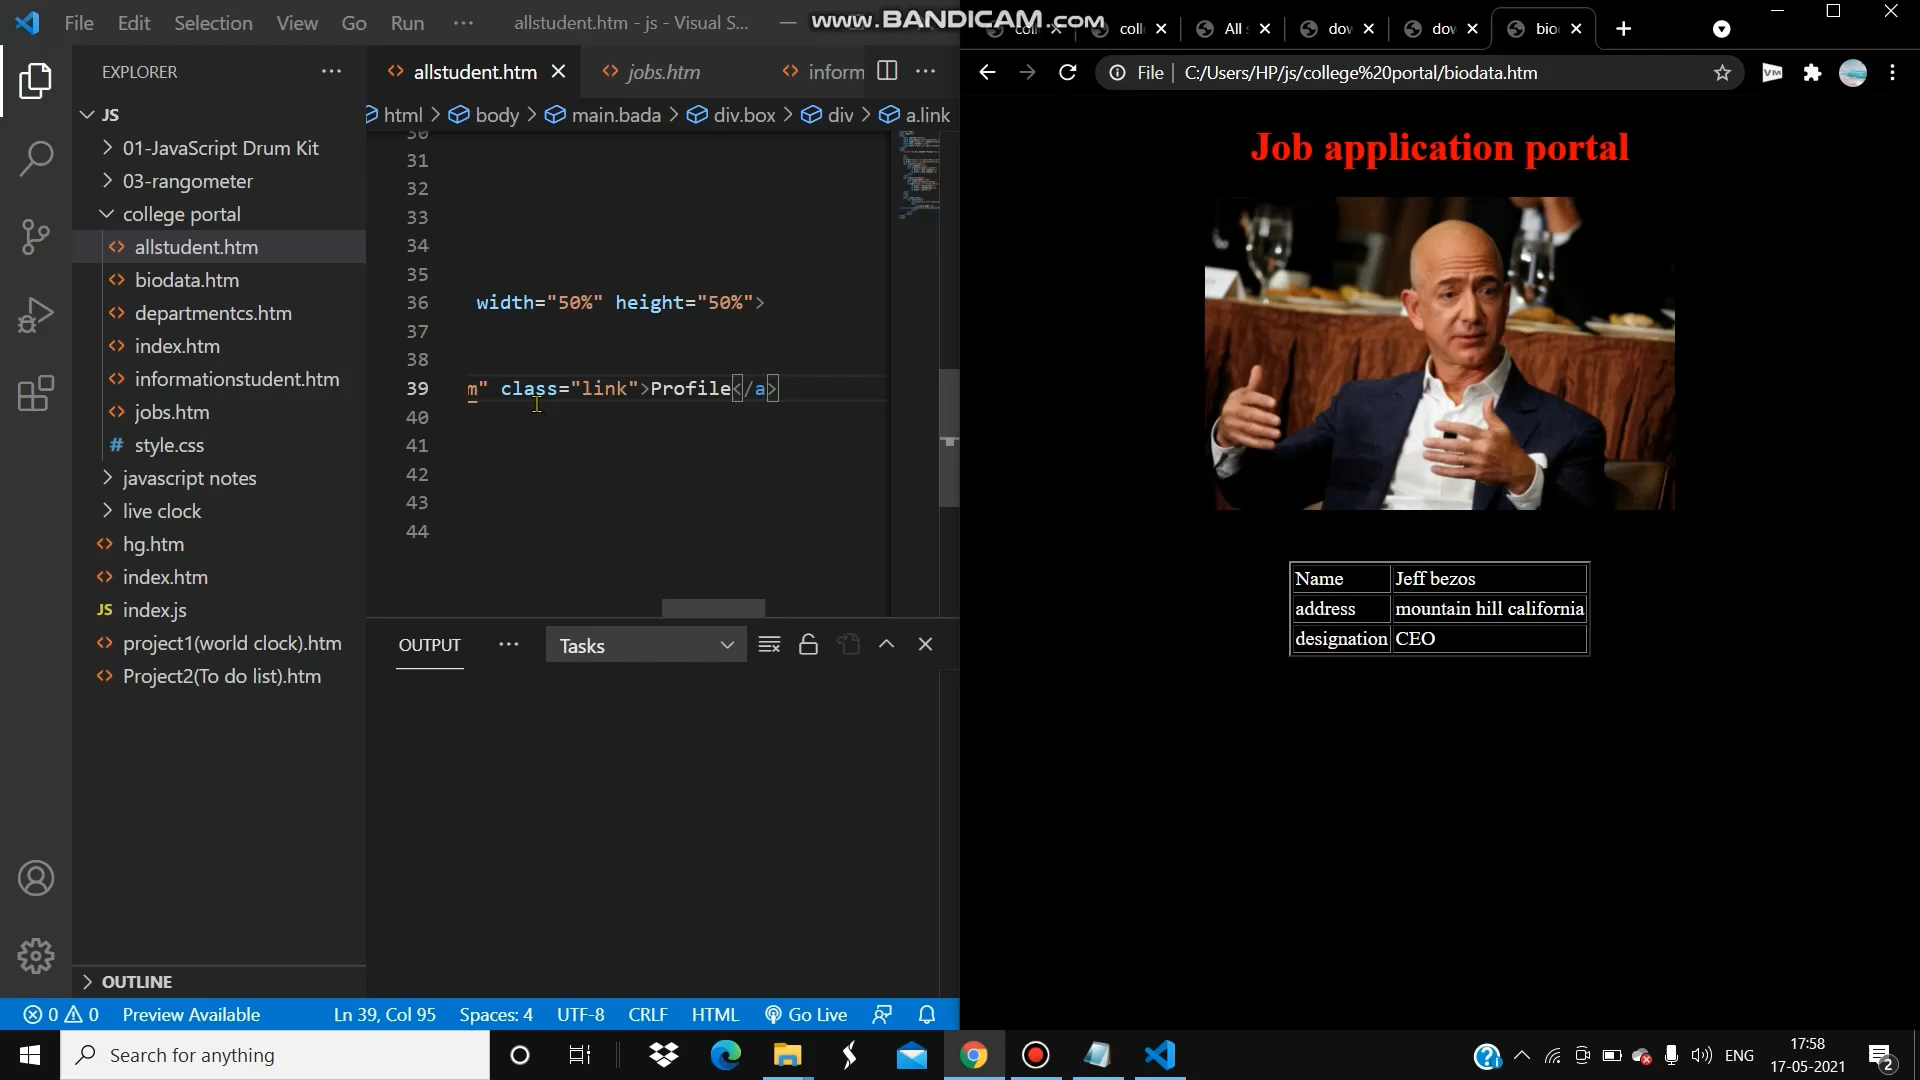 File Edit Selection View Go Run ··· allstudent.htm - js - Visual S...
www.BANDICAM.com
coll All dov dov bio
EXPLORER
allstudent.htm
jobs.htm
inform
File C:/Users/HP/js/college%20portal/biodata.htm
html > body > main.bada > div.box > div > a.link
JS
01-JavaScript Drum Kit
03-rangometer
college portal
allstudent.htm
biodata.htm
departmentcs.htm
index.htm
informationstudent.htm
jobs.htm
style.css
javascript notes
live clock
hg.htm
index.htm
JS index.js
project1(world clock).htm
Project2(To do list).htm
OUTLINE
30
31
32
33
34
35
36 width="50%" height="50%">
37
38
39 m" class="link">Profile</a>
40
41
42
43
44
OUTPUT
Tasks
Job application portal
Name Jeff bezos
address mountain hill california
designation CEO
0 0 Preview Available Ln 39, Col 95 Spaces: 4 UTF-8 CRLF HTML Go Live
Search for anything
ENG
17:58
17-05-2021
2